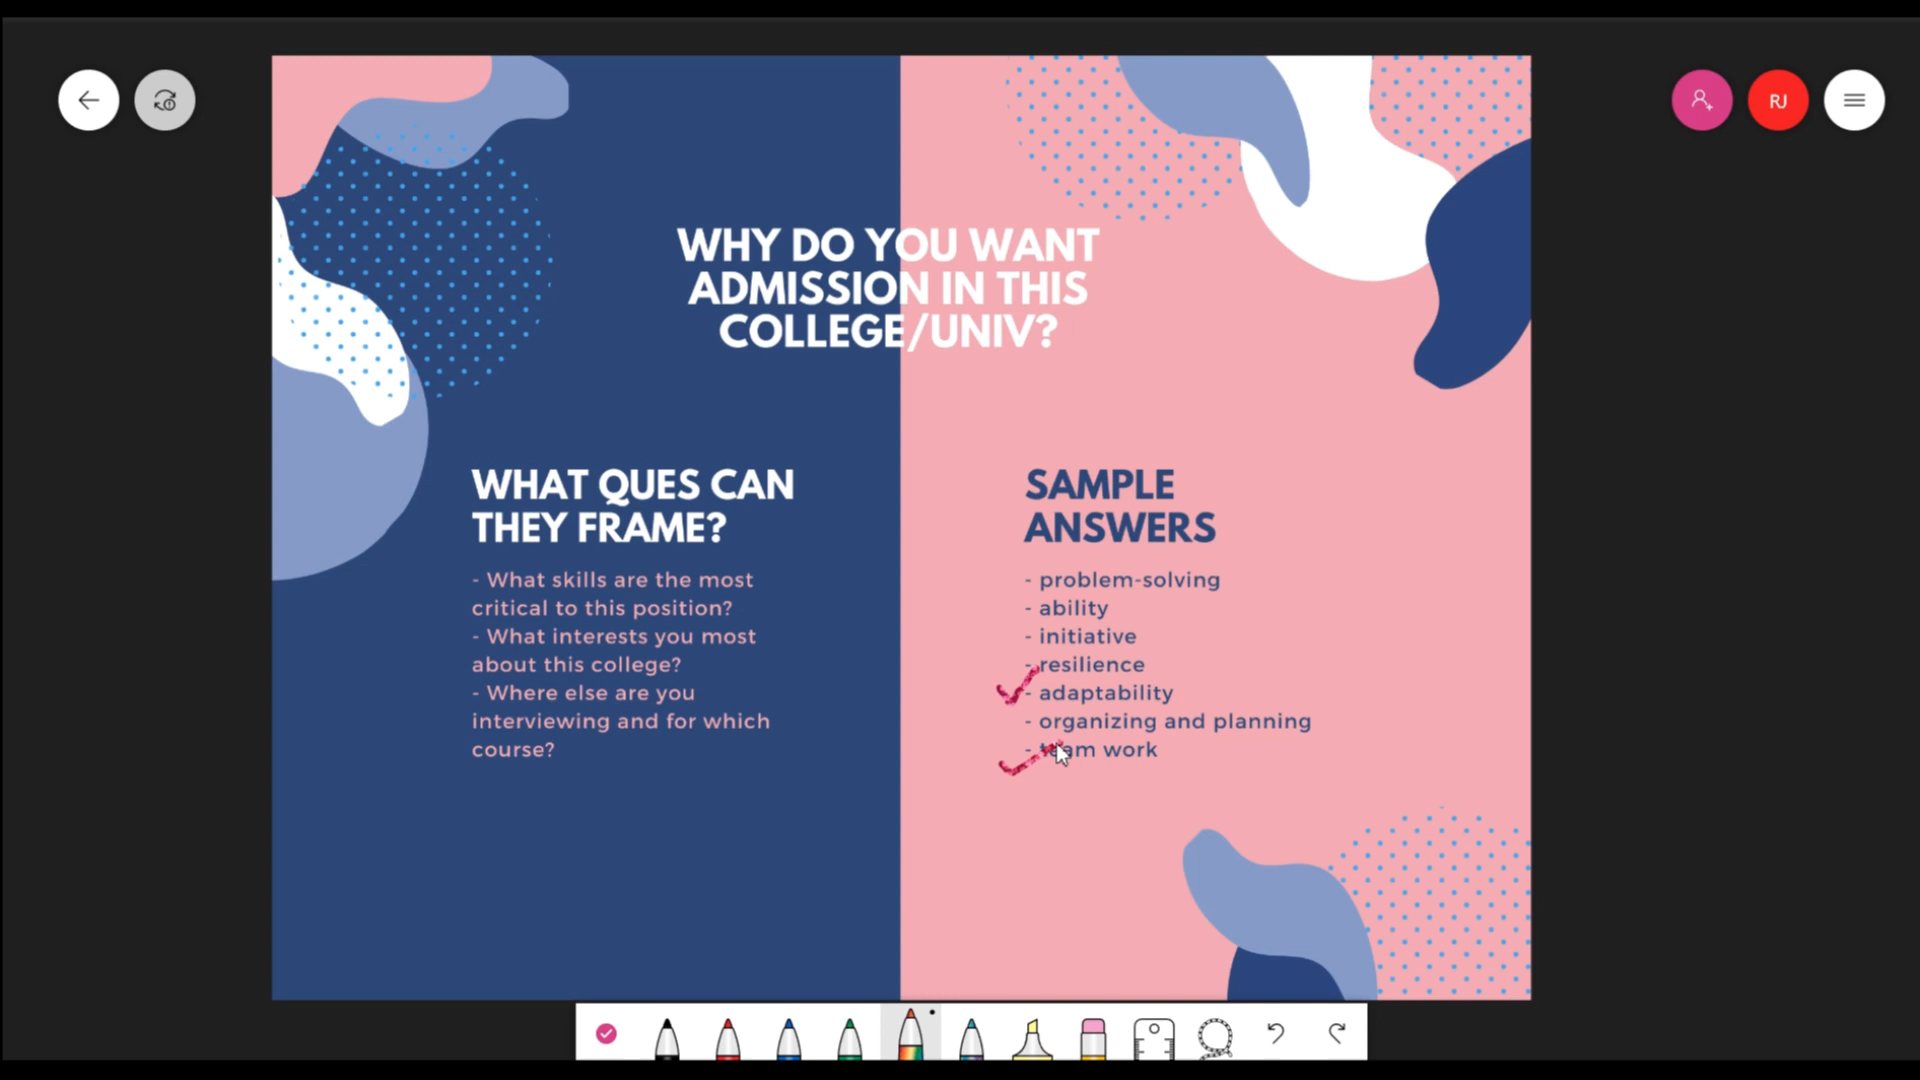 RJ
WHY DO YOU WANT
ADMISSION IN THIS
COLLEGE/UNIV?
WHAT QUES CAN
THEY FRAME?
- What skills are the most
critical to this position?
- What interests you most
about this college?
- Where else are you
interviewing and for which
course?
SAMPLE
ANSWERS
- problem-solving
- ability
- initiative
- resilience
- adaptability
- organizing and planning
- team work